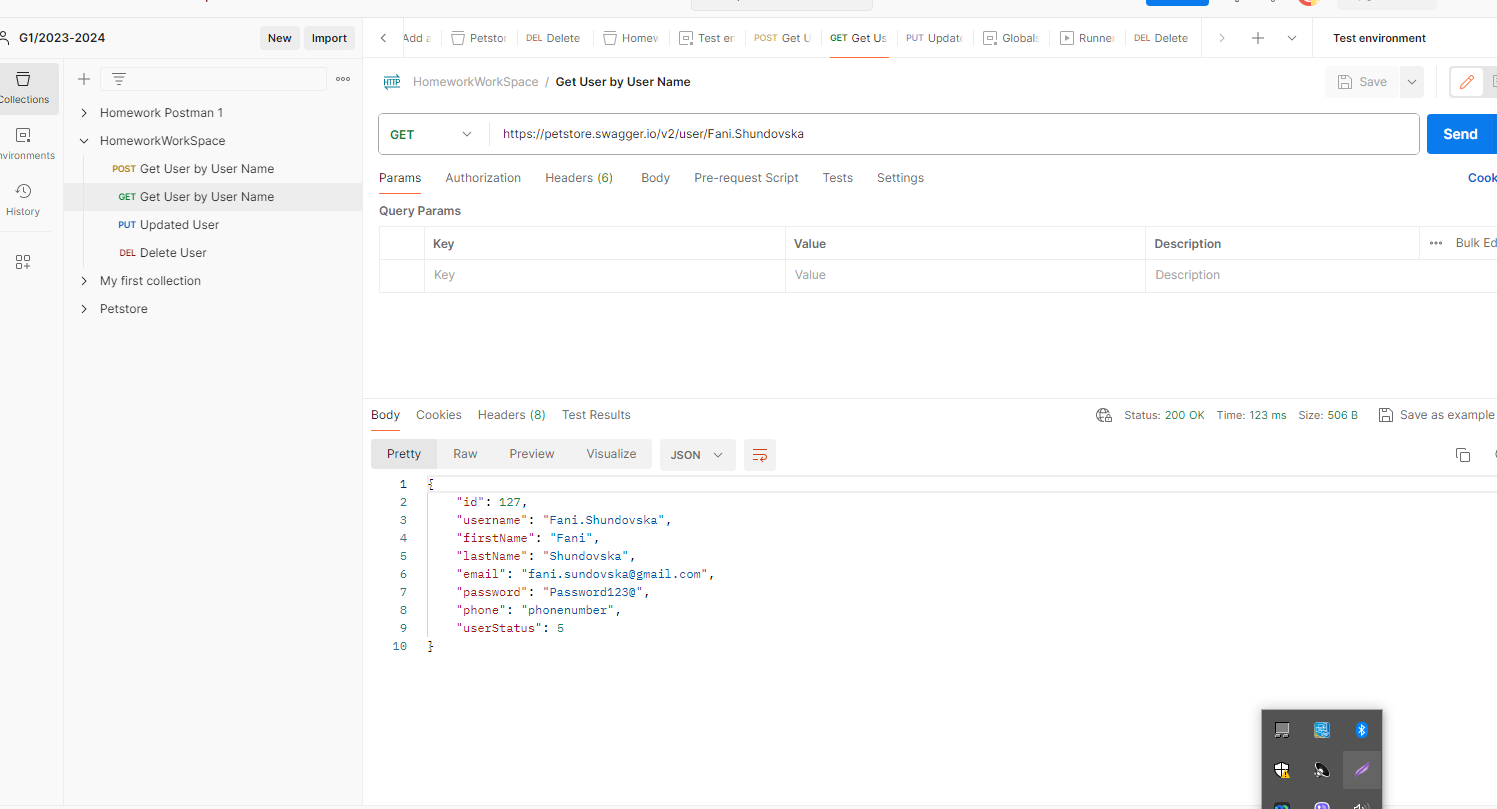 G1/2023-2024
New
Import
Add a
Petstor
DEL Delete
Homew
Test en
POST Get U
GET Get Us
PUT Update
Globals
Runner
DEL Delete
Test environment
Collections
nvironments
History
Homework Postman 1
HomeworkWorkSpace
POST Get User by User Name
GET Get User by User Name
PUT Updated User
DEL Delete User
My first collection
Petstore
HTTP HomeworkWorkSpace / Get User by User Name
Save
GET
https://petstore.swagger.io/v2/user/Fani.Shundovska
Send
Params Authorization Headers (6) Body Pre-request Script Tests Settings
Cook
Query Params
Key Value Description
Bulk Ed
Key Value Description
Body Cookies Headers (8) Test Results
Status: 200 OK Time: 123 ms Size: 506 B
Save as example
Pretty Raw Preview Visualize JSON
1 {
2 "id": 127,
3 "username": "Fani.Shundovska",
4 "firstName": "Fani",
5 "lastName": "Shundovska",
6 "email": "fani.sundovska@gmail.com",
7 "password": "Password123@",
8 "phone": "phonenumber",
9 "userStatus": 5
10 }